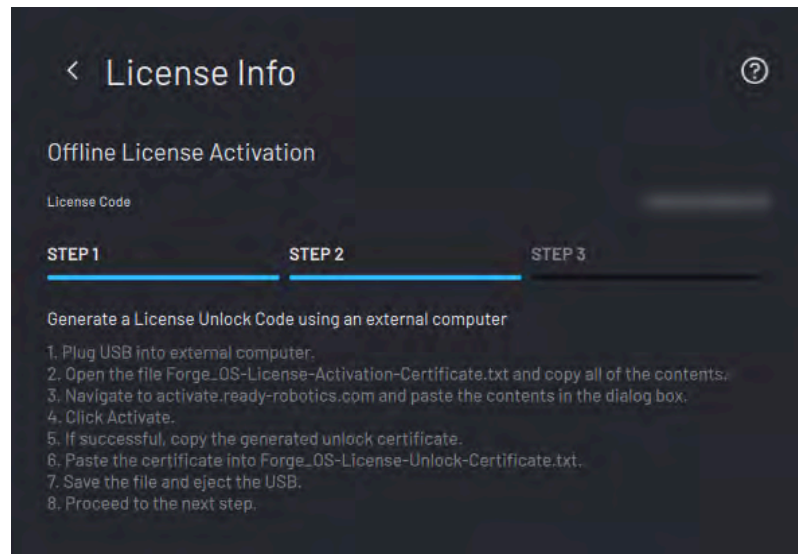 < License Info
Offline License Activation
License Code
STEP 1 STEP 2 STEP 3
Generate a License Unlock Code using an external computer
1. Plug USB into external computer.
2. Open the file Forge_OS-License-Activation-Certificate.txt and copy all of the contents.
3. Navigate to activate.ready-robotics.com and paste the contents in the dialog box.
4. Click Activate.
5. If successful, copy the generated unlock certificate.
6. Paste the certificate into Forge_OS-License-Unlock-Certificate.txt.
7. Save the file and eject the USB.
8. Proceed to the next step.